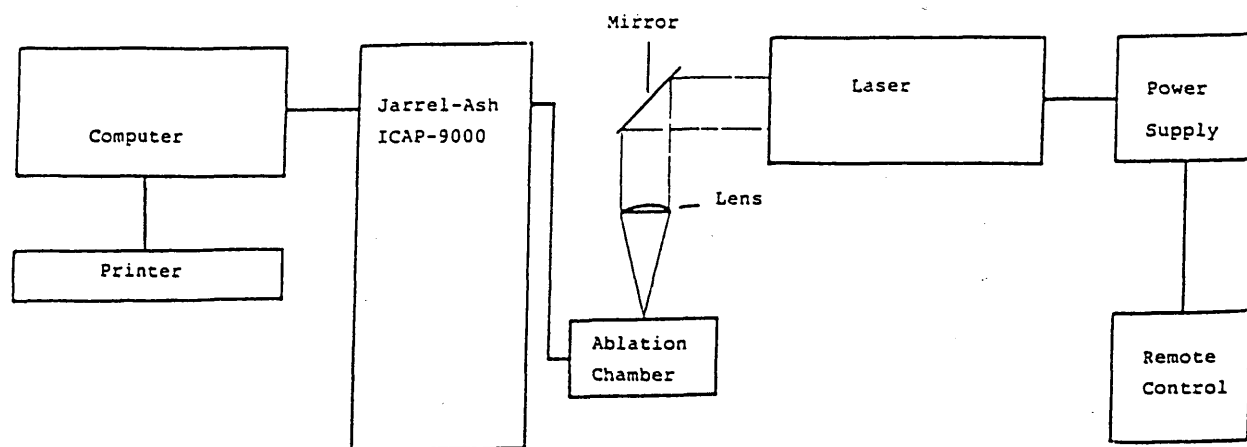 Mirror
Computer
Printer
Jarrel-Ash
ICAP-9000
Laser
Power
Supply
Lens
Ablation
Chamber
Remote
Control